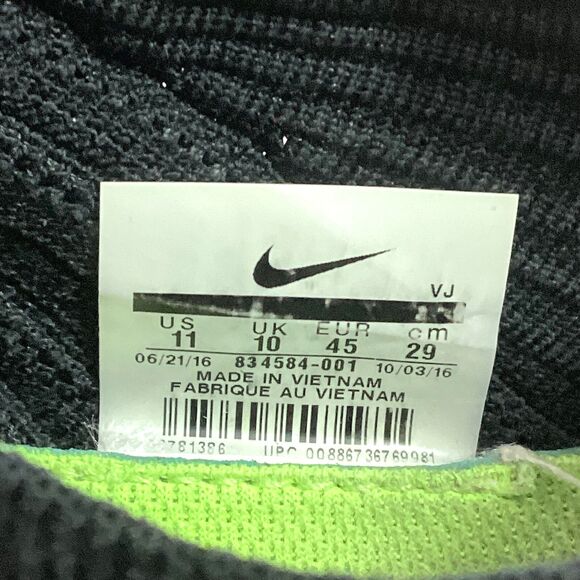 VJ
US UK EUR cm
11 10 45 29
06/21/16 834584-001 10/03/16
MADE IN VIETNAM
FABRIQUE AU VIETNAM
UPC 00886736769981